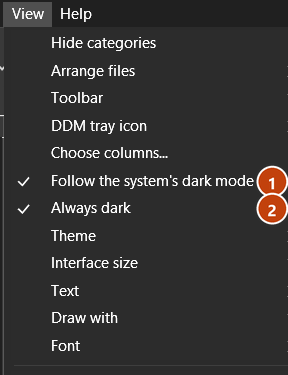 View Help
Hide categories
Arrange files
Toolbar
DDM tray icon
Choose columns...
Follow the system's dark mode 1
Always dark 2
Theme
Interface size
Text
Draw with
Font